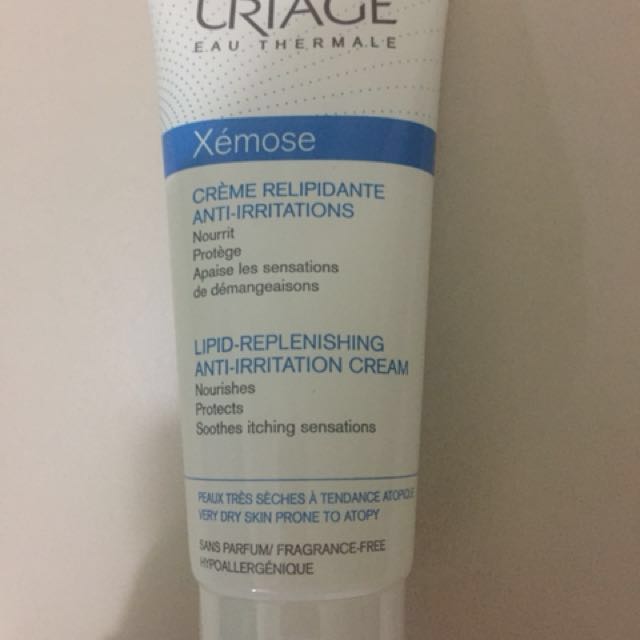 URIAGE
EAU THERMALE
Xémose
CRÈME RELIPIDANTE
ANTI-IRRITATIONS
Nourrit
Protège
Apaise les sensations
de démangeaisons
LIPID-REPLENISHING
ANTI-IRRITATION CREAM
Nourishes
Protects
Soothes itching sensations
PEAUX TRÈS SÈCHES À TENDANCE ATOPIQUE
VERY DRY SKIN PRONE TO ATOPY
SANS PARFUM/ FRAGRANCE-FREE
HYPOALLERGÉNIQUE